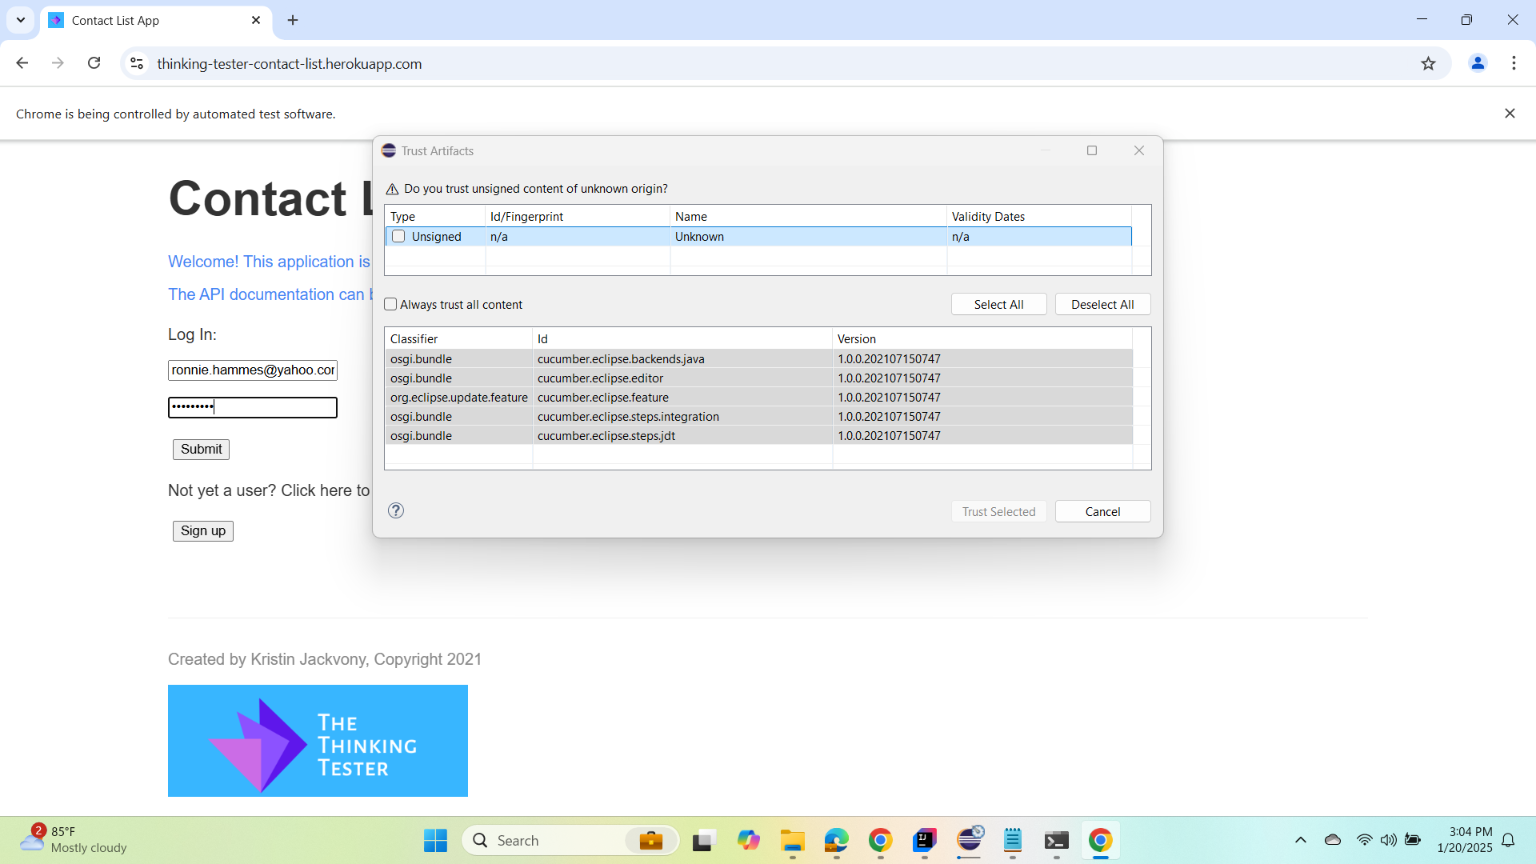 Contact List App
thinking-tester-contact-list.herokuapp.com
Chrome is being controlled by automated test software.
Trust Artifacts
Do you trust unsigned content of unknown origin?
Type Id/Fingerprint Name Validity Dates
Unsigned n/a Unknown n/a
Always trust all content Select All Deselect All
Classifier Id Version
osgi.bundle cucumber.eclipse.backends.java 1.0.0.202107150747
osgi.bundle cucumber.eclipse.editor 1.0.0.202107150747
org.eclipse.update.feature cucumber.eclipse.feature 1.0.0.202107150747
osgi.bundle cucumber.eclipse.steps.integration 1.0.0.202107150747
osgi.bundle cucumber.eclipse.steps.jdt 1.0.0.202107150747
? Trust Selected Cancel
Contact
Welcome! This application is
The API documentation can
Log In:
ronnie.hammes@yahoo.cor
•••••••••
Submit
Not yet a user? Click here to
Sign up
Created by Kristin Jackvony, Copyright 2021
THE
THINKING
TESTER
2
85°F
Mostly cloudy
Search
3:04 PM
1/20/2025